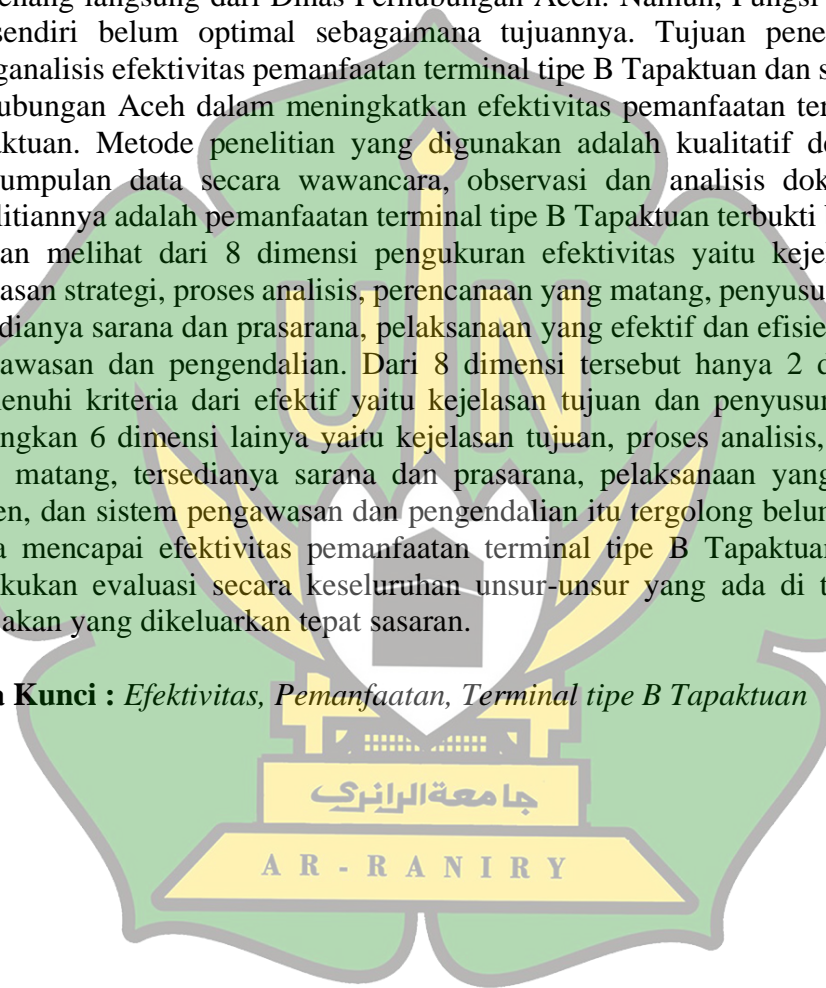 enang langsung dari Dinas Perhubungan Aceh. Namun, Fungsi
sendiri belum optimal sebagaimana tujuannya. Tujuan pene
ganalisis efektivitas pemanfaatan terminal tipe B Tapaktuan dan s
ubungan Aceh dalam meningkatkan efektivitas pemanfaatan ter
aktuan. Metode penelitian yang digunakan adalah kualitatif de
umpulan data secara wawancara, observasi dan analisis dok
litiannya adalah pemanfaatan terminal tipe B Tapaktuan terbukti
an melihat dari 8 dimensi pengukuran efektivitas yaitu kejel
asan strategi, proses analisis, perencanaan yang matang, penyusu
dianya sarana dan prasarana, pelaksanaan yang efektif dan efisie
awasan dan pengendalian. Dari 8 dimensi tersebut hanya 2 d
enuhi kriteria dari efektif yaitu kejelasan tujuan dan penyusu
ngkan 6 dimensi lainya yaitu kejelasan tujuan, proses analisis,
matang, tersedianya sarana dan prasarana, pelaksanaan yang
en, dan sistem pengawasan dan pengendalian itu tergolong belum
a mencapai efektivitas pemanfaatan terminal tipe B Tapaktuan
kukan evaluasi secara keseluruhan unsur-unsur yang ada di t
akan yang dikeluarkan tepat sasaran.
a Kunci : Efektivitas, Pemanfaatan, Terminal tipe B Tapaktuan
UIN
جامعة الرانري
AR-RANIRY